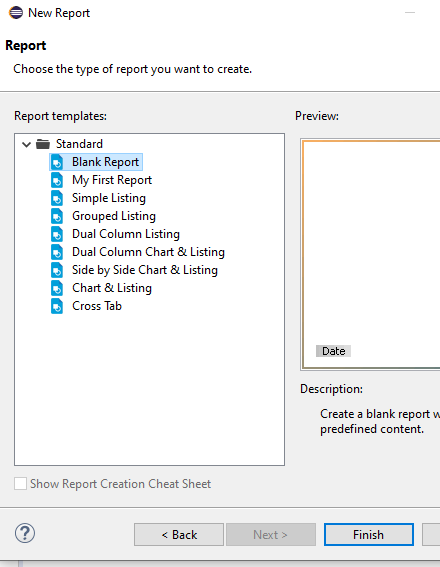 New Report
Report
Choose the type of report you want to create.
Report templates:
Standard
Blank Report
My First Report
Simple Listing
Grouped Listing
Dual Column Listing
Dual Column Chart & Listing
Side by Side Chart & Listing
Chart & Listing
Cross Tab
Preview:
Date
Description:
Create a blank report w
predefined content.
Show Report Creation Cheat Sheet
?
< Back
Next >
Finish